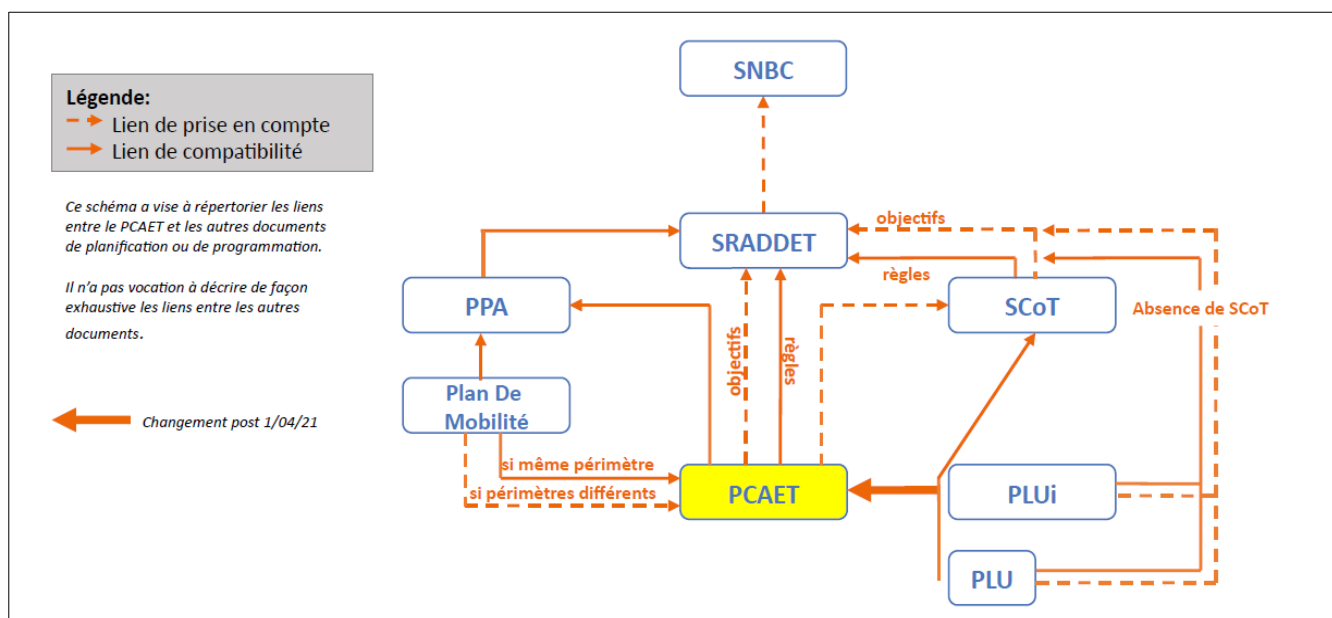 SNBC
Légende:
Lien de prise en compte
Lien de compatibilité
Ce schéma a vise à répertorier les liens
entre le PCAET et les autres documents
de planification ou de programmation.
Il n’a pas vocation à décrire de façon
exhaustive les liens entre les autres
documents.
Changement post 1/04/21
objectifs
SRADDET
règles
PPA
SCoT
Absence de SCoT
objectifs
règles
Plan De
Mobilité
si même périmètre
si périmètres différents
PCAET
PLUi
PLU